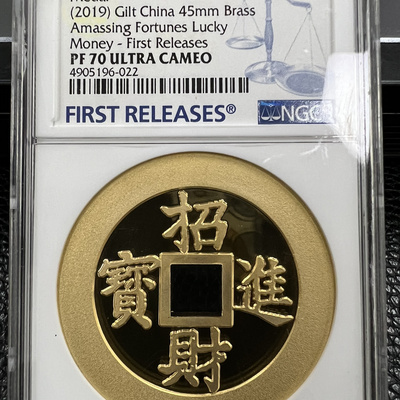 Medal
(2019) Gilt China 45mm Brass
Amassing Fortunes Lucky
Money - First Releases
PF 70 ULTRA CAMEO
4905196-022
FIRST RELEASES®
NGC
招財進寶